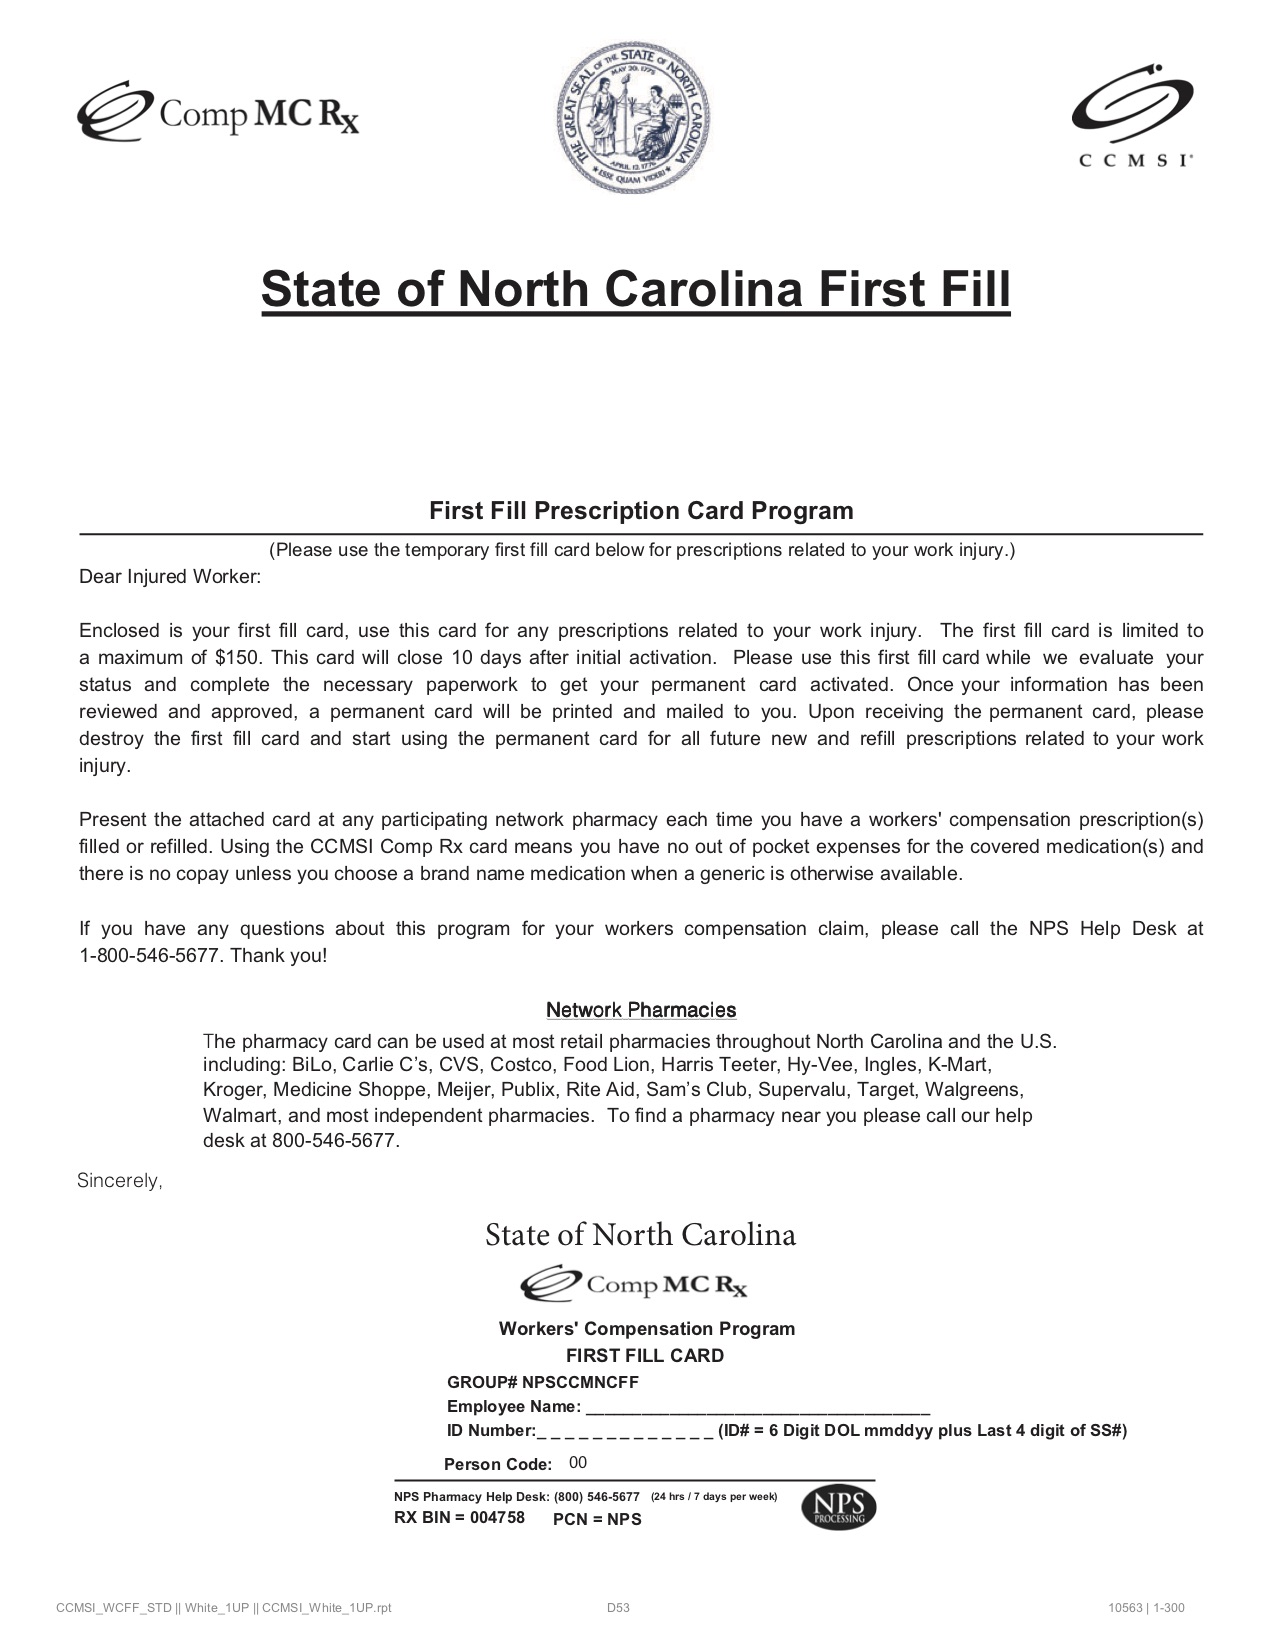 Comp MC Rx
THE GREAT SEAL OF THE STATE OF NORTH CAROLINA
MAY 20, 1775
APRIL 12, 1776
ESSE QUAM VIDERI
CCMSI®
State of North Carolina First Fill
First Fill Prescription Card Program
(Please use the temporary first fill card below for prescriptions related to your work injury.)
Dear Injured Worker:
Enclosed is your first fill card, use this card for any prescriptions related to your work injury. The first fill card is limited to
a maximum of $150. This card will close 10 days after initial activation. Please use this first fill card while we evaluate your
status and complete the necessary paperwork to get your permanent card activated. Once your information has been
reviewed and approved, a permanent card will be printed and mailed to you. Upon receiving the permanent card, please
destroy the first fill card and start using the permanent card for all future new and refill prescriptions related to your work
injury.
Present the attached card at any participating network pharmacy each time you have a workers' compensation prescription(s)
filled or refilled. Using the CCMSI Comp Rx card means you have no out of pocket expenses for the covered medication(s) and
there is no copay unless you choose a brand name medication when a generic is otherwise available.
If you have any questions about this program for your workers compensation claim, please call the NPS Help Desk at
1-800-546-5677. Thank you!
Network Pharmacies
The pharmacy card can be used at most retail pharmacies throughout North Carolina and the U.S.
including: BiLo, Carlie C’s, CVS, Costco, Food Lion, Harris Teeter, Hy-Vee, Ingles, K-Mart,
Kroger, Medicine Shoppe, Meijer, Publix, Rite Aid, Sam’s Club, Supervalu, Target, Walgreens,
Walmart, and most independent pharmacies. To find a pharmacy near you please call our help
desk at 800-546-5677.
Sincerely,
State of North Carolina
Comp MC Rx
Workers' Compensation Program
FIRST FILL CARD
GROUP# NPSCCMNCFF
Employee Name: ____________________________________
ID Number:_ _ _ _ _ _ _ _ _ _ _ _ _ (ID# = 6 Digit DOL mmddyy plus Last 4 digit of SS#)
Person Code: 00
NPS Pharmacy Help Desk: (800) 546-5677 (24 hrs / 7 days per week)
RX BIN = 004758 PCN = NPS
NPS
PROCESSING
CCMSI_WCFF_STD || White_1UP || CCMSI_White_1UP.rpt D53 10563 | 1-300